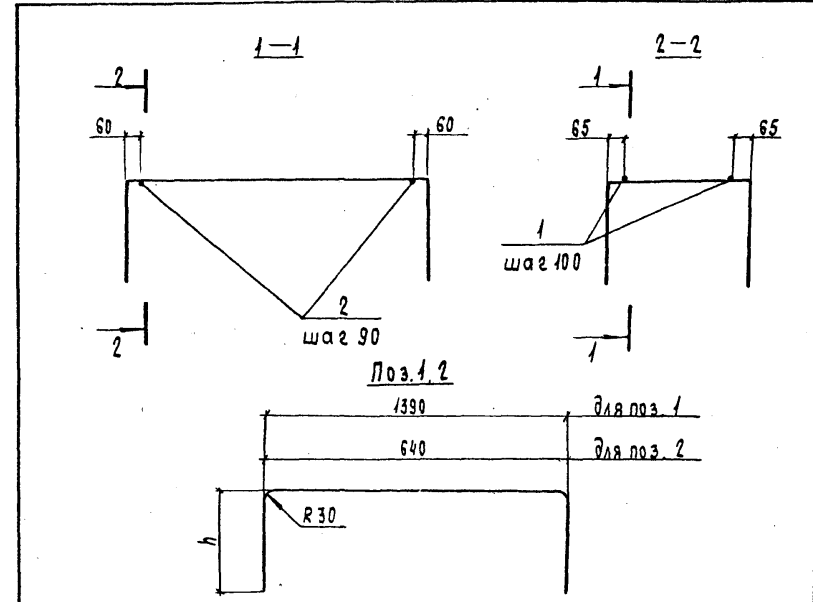 1—1
2—2
2
1
60
60
65
65
1
шаг 100
2
шаг 90
2
1
Поз. 1, 2
1390
для поз. 1
640
для поз. 2
R 30
h